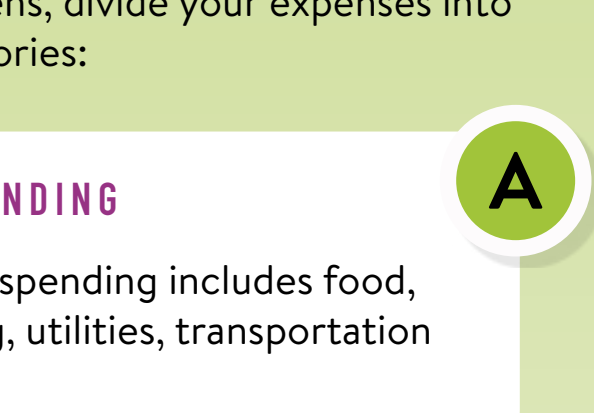 ens, divide your expenses into
ories:
A
NDING
spending includes food,
g, utilities, transportation